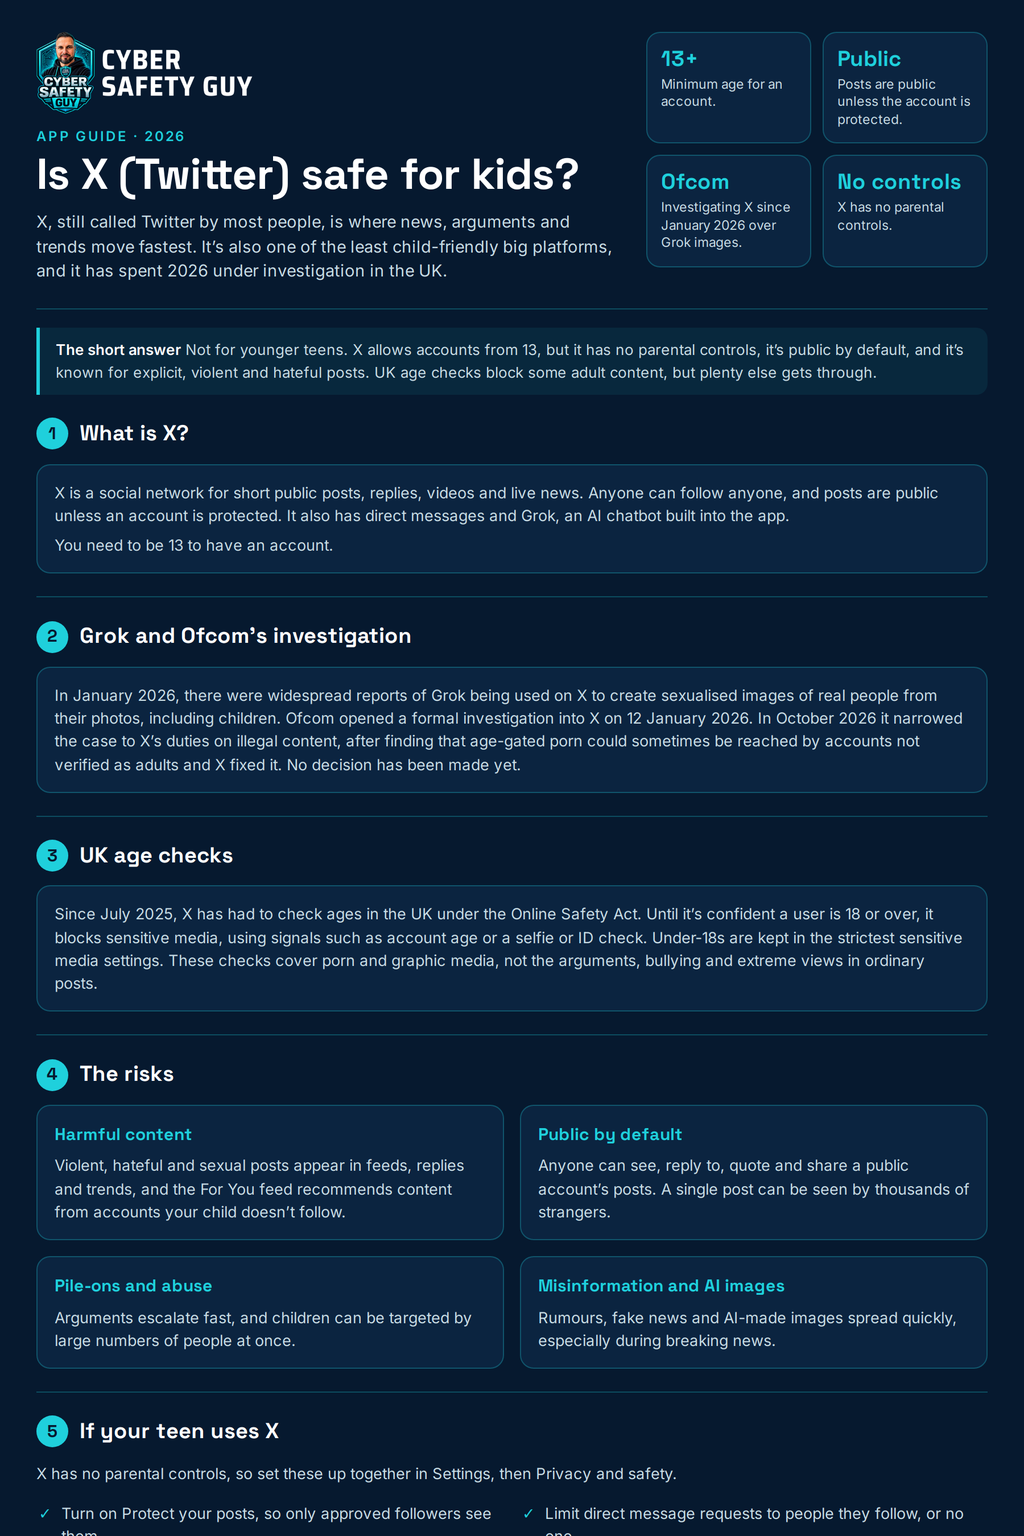 CYBER
SAFETY
GUY
CYBER
SAFETY GUY
APP GUIDE · 2026
Is X (Twitter) safe for kids?
X, still called Twitter by most people, is where news, arguments and
trends move fastest. It’s also one of the least child-friendly big platforms,
and it has spent 2026 under investigation in the UK.
13+
Minimum age for an
account.
Public
Posts are public
unless the account is
protected.
Ofcom
Investigating X since
January 2026 over
Grok images.
No controls
X has no parental
controls.
The short answer Not for younger teens. X allows accounts from 13, but it has no parental controls, it’s public by default, and it’s
known for explicit, violent and hateful posts. UK age checks block some adult content, but plenty else gets through.
1 What is X?
X is a social network for short public posts, replies, videos and live news. Anyone can follow anyone, and posts are public
unless an account is protected. It also has direct messages and Grok, an AI chatbot built into the app.
You need to be 13 to have an account.
2 Grok and Ofcom’s investigation
In January 2026, there were widespread reports of Grok being used on X to create sexualised images of real people from
their photos, including children. Ofcom opened a formal investigation into X on 12 January 2026. In October 2026 it narrowed
the case to X’s duties on illegal content, after finding that age-gated porn could sometimes be reached by accounts not
verified as adults and X fixed it. No decision has been made yet.
3 UK age checks
Since July 2025, X has had to check ages in the UK under the Online Safety Act. Until it’s confident a user is 18 or over, it
blocks sensitive media, using signals such as account age or a selfie or ID check. Under-18s are kept in the strictest sensitive
media settings. These checks cover porn and graphic media, not the arguments, bullying and extreme views in ordinary
posts.
4 The risks
Harmful content
Violent, hateful and sexual posts appear in feeds, replies
and trends, and the For You feed recommends content
from accounts your child doesn’t follow.
Public by default
Anyone can see, reply to, quote and share a public
account’s posts. A single post can be seen by thousands of
strangers.
Pile-ons and abuse
Arguments escalate fast, and children can be targeted by
large numbers of people at once.
Misinformation and AI images
Rumours, fake news and AI-made images spread quickly,
especially during breaking news.
5 If your teen uses X
X has no parental controls, so set these up together in Settings, then Privacy and safety.
✓ Turn on Protect your posts, so only approved followers see
them.
✓ Limit direct message requests to people they follow, or no
one.